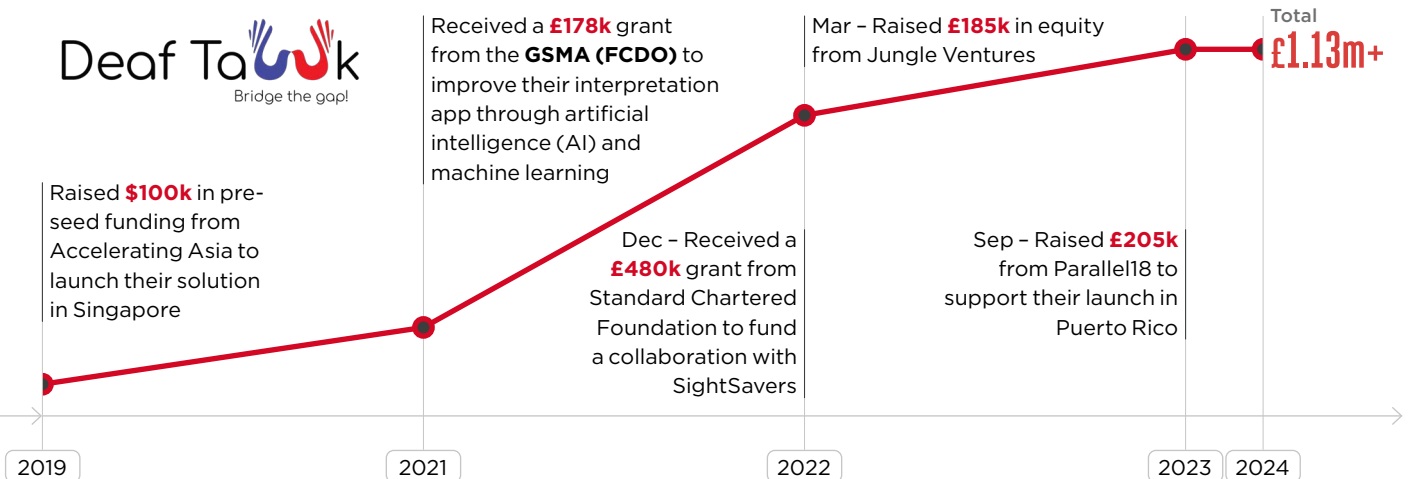 Deaf Tawk
Bridge the gap!
Raised $100k in pre-
seed funding from
Accelerating Asia to
launch their solution
in Singapore
Received a £178k grant
from the GSMA (FCDO) to
improve their interpretation
app through artificial
intelligence (AI) and
machine learning
Dec – Received a
£480k grant from
Standard Chartered
Foundation to fund
a collaboration with
SightSavers
Mar – Raised £185k in equity
from Jungle Ventures
Sep – Raised £205k
from Parallel18 to
support their launch in
Puerto Rico
Total
£1.13m+
2019
2021
2022
2023
2024